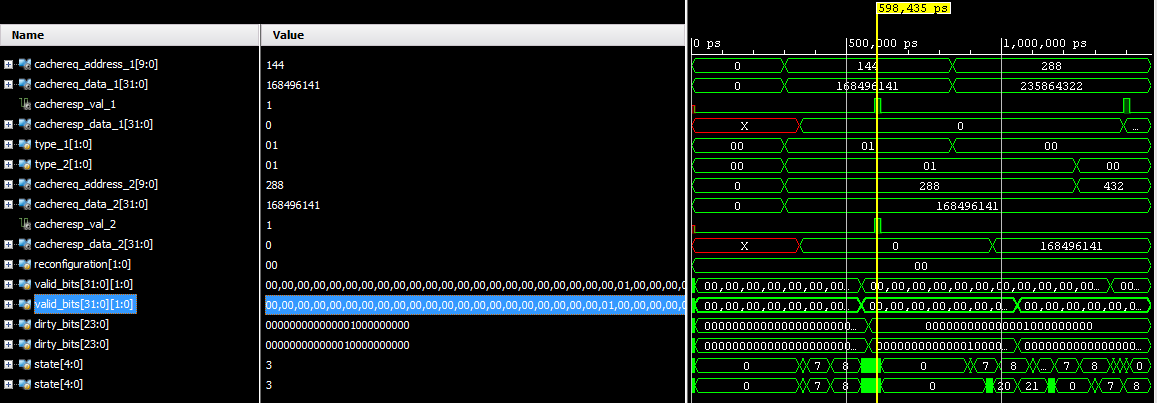 598,435 ps
Name Value
0 ps 500,000 ps 1,000,000 ps
cachereq_address_1[9:0] 144 0 144 288
cachereq_data_1[31:0] 168496141 0 168496141 235864322
cacheresp_val_1 1
cacheresp_data_1[31:0] 0 X 0 ...
type_1[1:0] 01 00 01 00
type_2[1:0] 01 00 01 00
cachereq_address_2[9:0] 288 0 288 432
cachereq_data_2[31:0] 168496141 0 168496141
cacheresp_val_2 1
cacheresp_data_2[31:0] 0 X 0 168496141
reconfiguration[1:0] 00 00
valid_bits[31:0][1:0] 00,00,00,00,00,00,00,00,00,00,00,00,00,00,00,00,00,00,00,00,00,00,01,00,00,00,0 00,00,00,00,00,0... 00,00,00,00,00,00,00,00,00,00,... 00...
valid_bits[31:0][1:0] 00,00,00,00,00,00,00,00,00,00,00,00,00,00,00,00,00,00,00,00,00,01,00,00,00,00,0 00,00,00,00,00,0... 00,00,00,00,00,0... 00,00,00,00,0...
dirty_bits[23:0] 000000000000001000000000 0000000000000000000000... 000000000000001000000000
dirty_bits[23:0] 000000000000010000000000 0000000000000000000000... 00000000000010000... 000000000000000...
state[4:0] 3 0 7 8 0 7 8 ... 7 8 0
state[4:0] 3 0 7 8 0 20 21 0 7 8